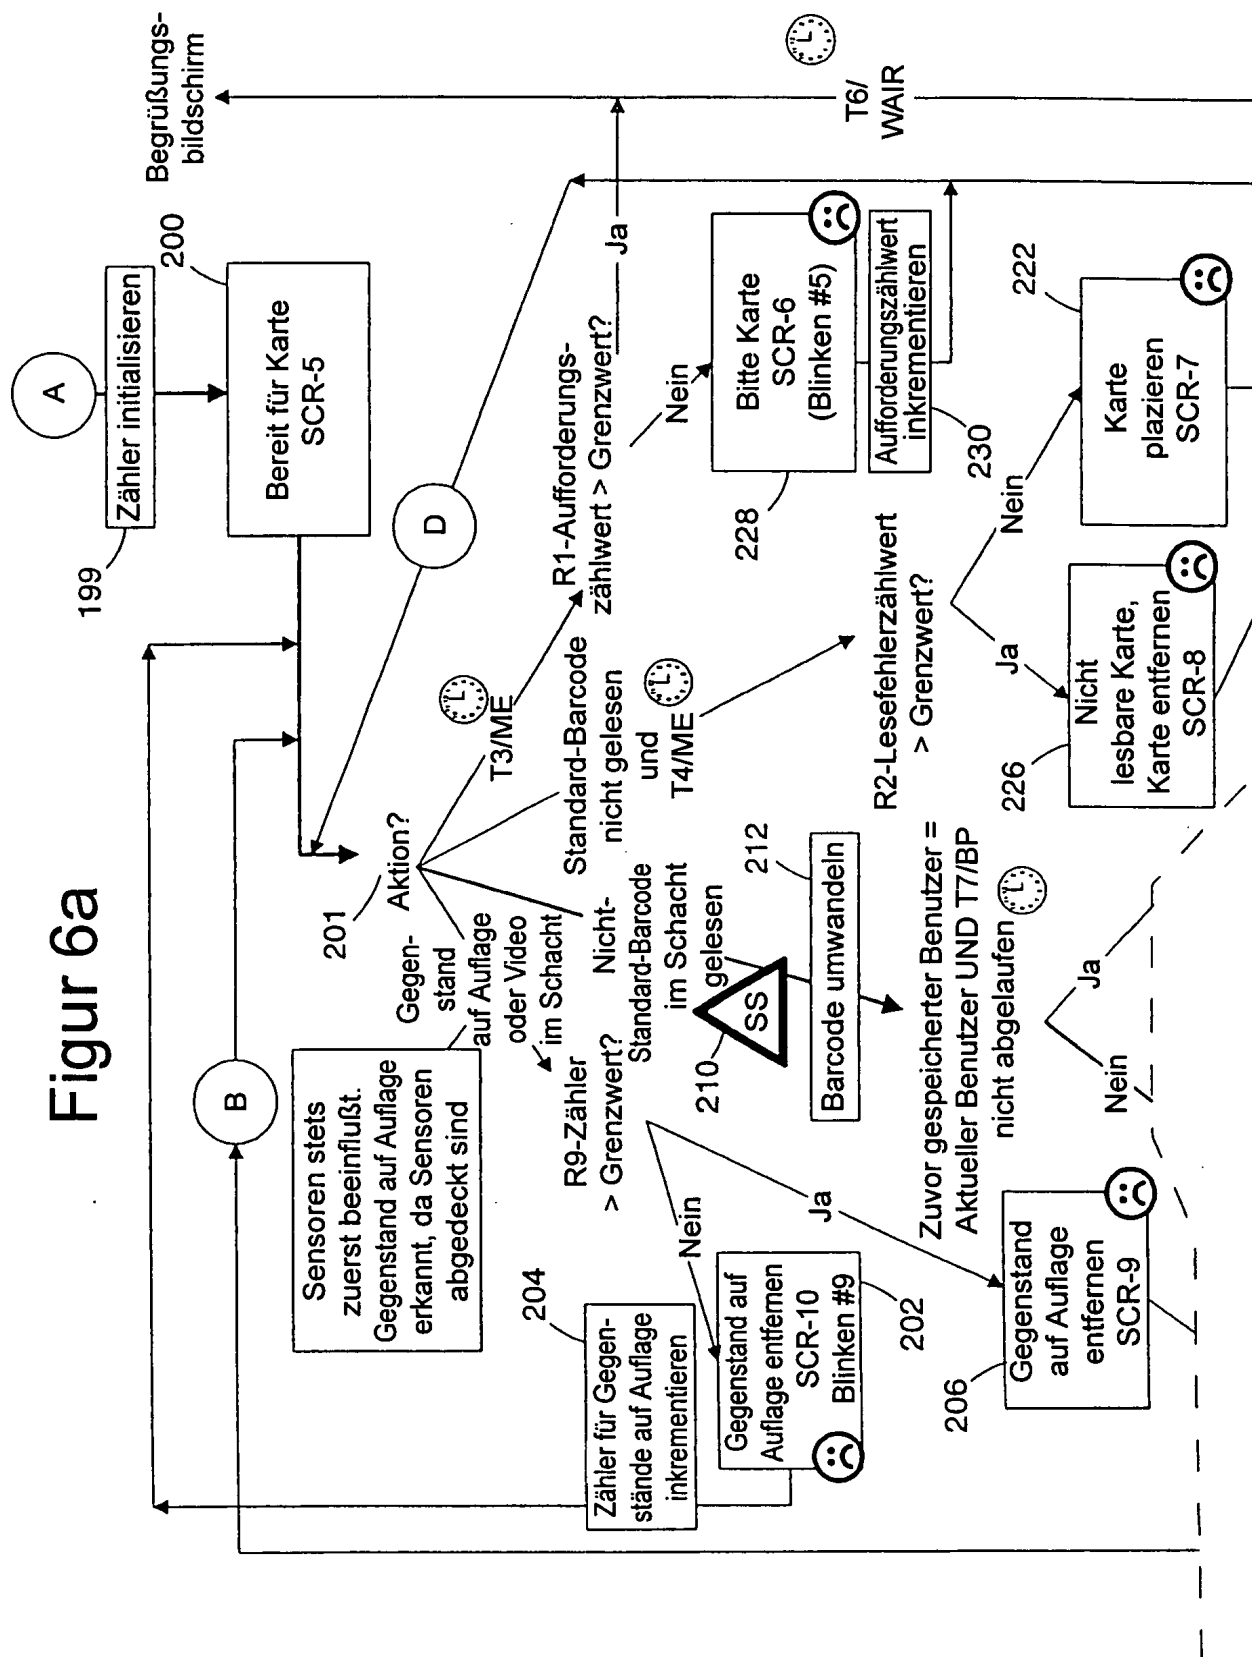 Figur 6a
A
Zähler initialisieren
199
Bereit für Karte
SCR-5
200
Begrüßungs-
bildschirm
B
D
201
Aktion?
Sensoren stets
zuerst beeinflußt.
Gegenstand auf Auflage
erkannt, da Sensoren
abgedeckt sind
Gegen-
stand
auf Auflage
oder Video
im Schacht
R9-Zähler
> Grenzwert?
Nein
Ja
204
Zähler für Gegen-
stände auf Auflage
inkrementieren
Gegenstand auf
Auflage entfernen
SCR-10
Blinken #9
202
206
Gegenstand
auf Auflage
entfernen
SCR-9
Nicht-
Standard-Barcode
im Schacht
gelesen
210
SS
212
Barcode umwandeln
Zuvor gespeicherter Benutzer =
Aktueller Benutzer UND T7/BP
nicht abgelaufen
Nein
Ja
Standard-Barcode
nicht gelesen
und
T4/ME
R2-Lesefehlerzählwert
> Grenzwert?
Ja
Nein
226
Nicht
lesbare Karte,
Karte entfernen
SCR-8
222
Karte
plazieren
SCR-7
T3/ME
R1-Aufforderungs-
zählwert > Grenzwert?
Ja
Nein
228
Bitte Karte
SCR-6
(Blinken #5)
Aufforderungszählwert
inkrementieren
230
T6/
WAIR